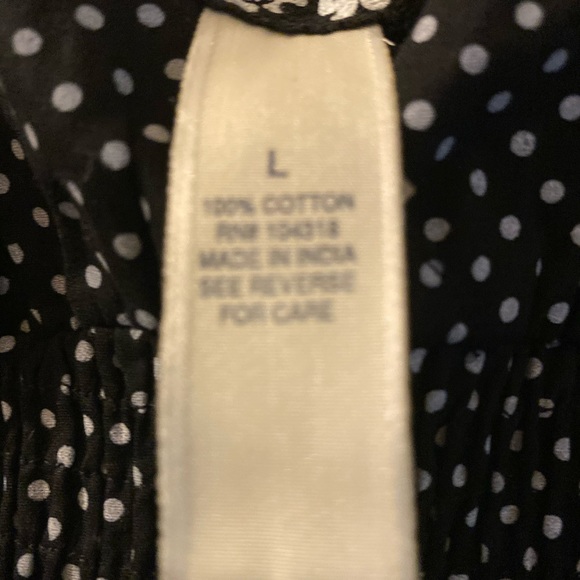 L
100% COTTON
RN# 104318
MADE IN INDIA
SEE REVERSE
FOR CARE